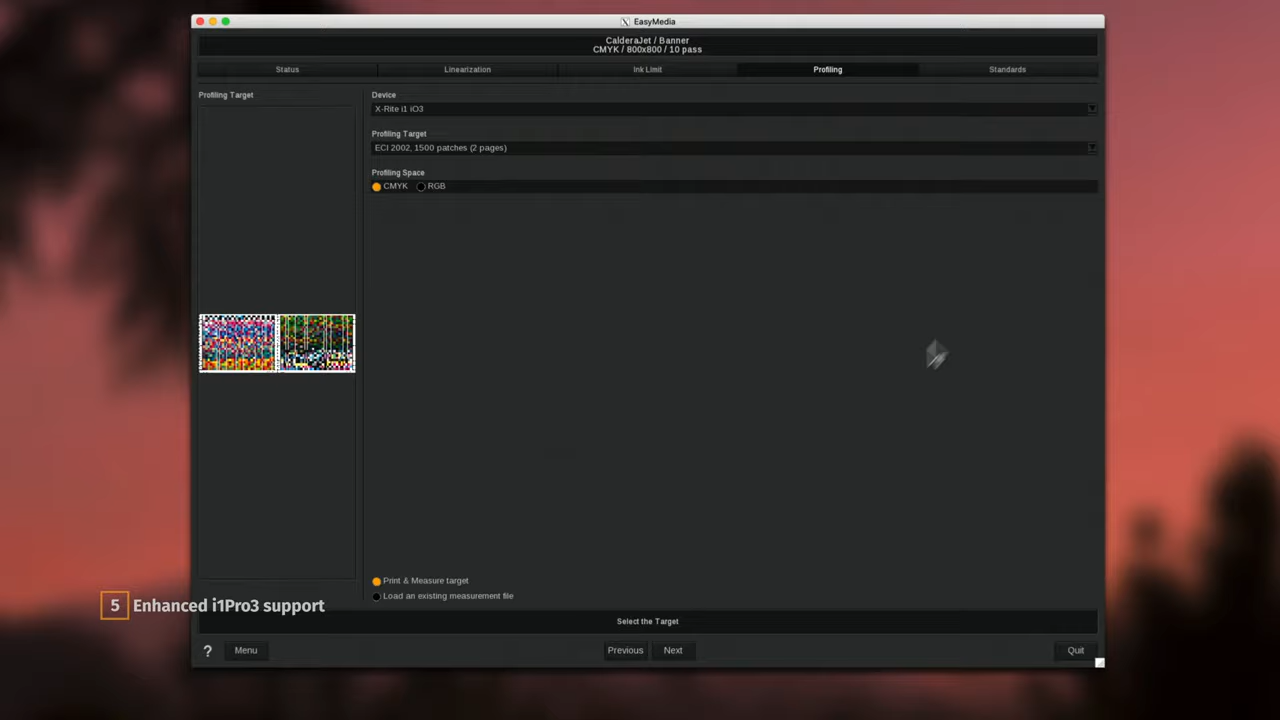 EasyMedia
CalderaJet / Banner
CMYK / 800x800 / 10 pass
Status
Linearization
Ink Limit
Profiling
Standards
Profiling Target
Device
X-Rite i1 iO3
Profiling Target
ECI 2002, 1500 patches (2 pages)
Profiling Space
CMYK RGB
Print & Measure target
Load an existing measurement file
5 Enhanced i1Pro3 support
Select the Target
? Menu Previous Next Quit